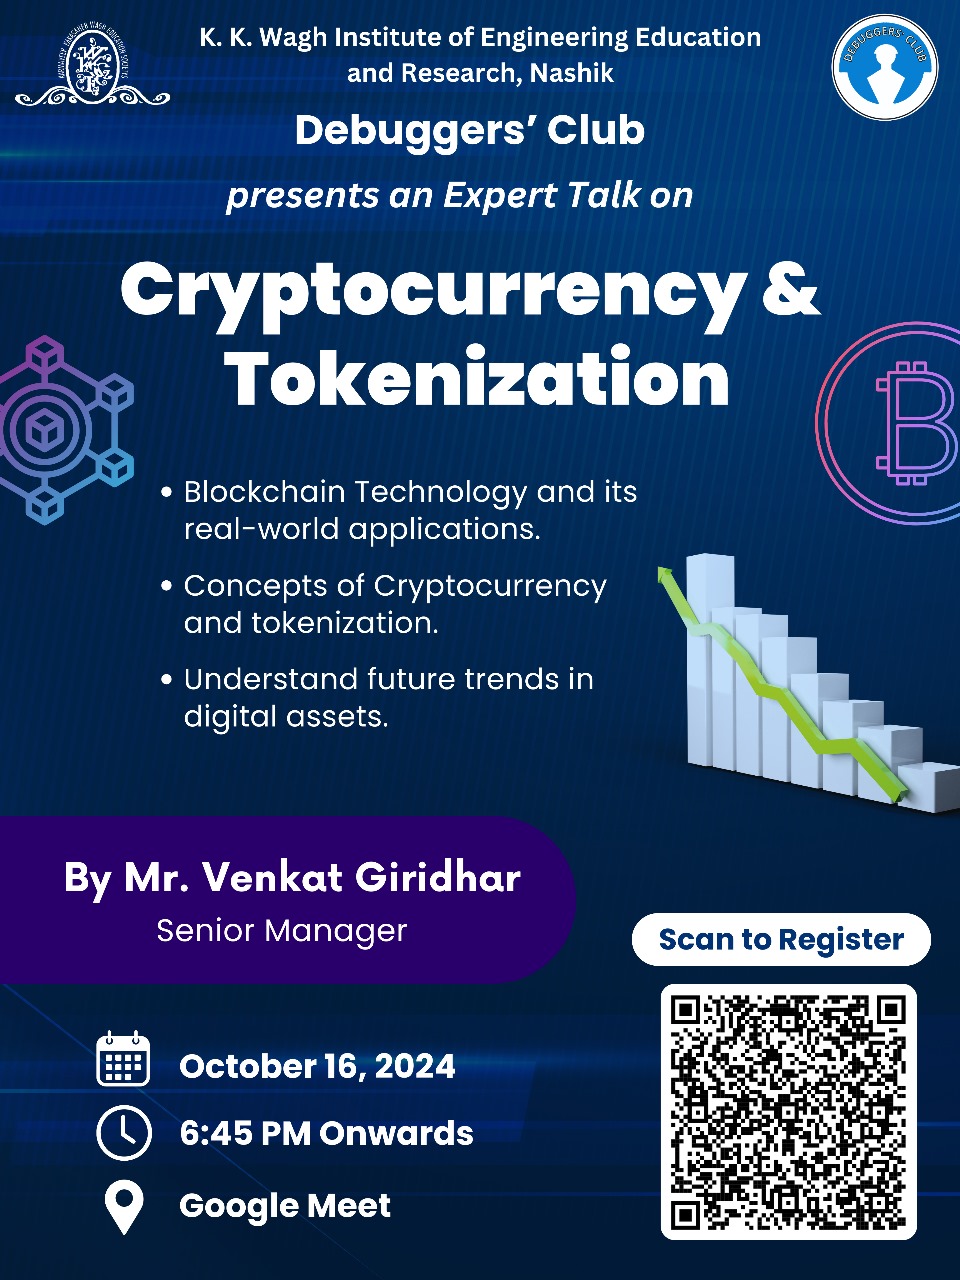 K. K. Wagh Institute of Engineering Education
and Research, Nashik
DEBUGGERS' CLUB
Debuggers’ Club
presents an Expert Talk on
Cryptocurrency &
Tokenization
• Blockchain Technology and its
real-world applications.
• Concepts of Cryptocurrency
and tokenization.
• Understand future trends in
digital assets.
By Mr. Venkat Giridhar
Senior Manager
Scan to Register
October 16, 2024
6:45 PM Onwards
Google Meet